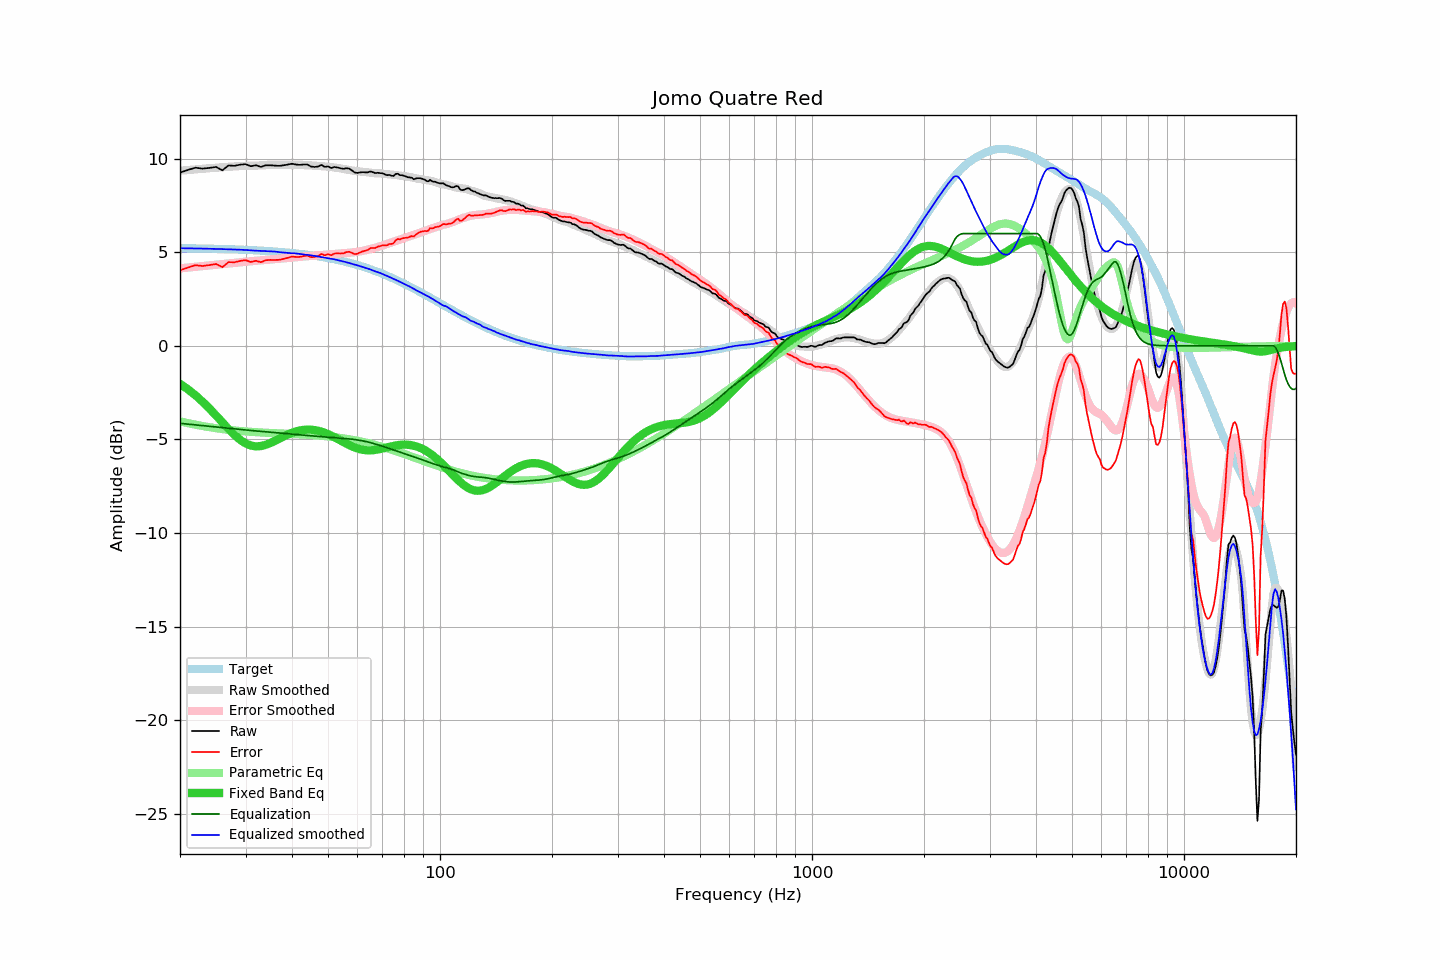 Jomo Quatre Red
Amplitude (dBr)
10
5
0
−5
−10
−15
−20
−25
Target
Raw Smoothed
Error Smoothed
Raw
Error
Parametric Eq
Fixed Band Eq
Equalization
Equalized smoothed
100 1000 10000
Frequency (Hz)